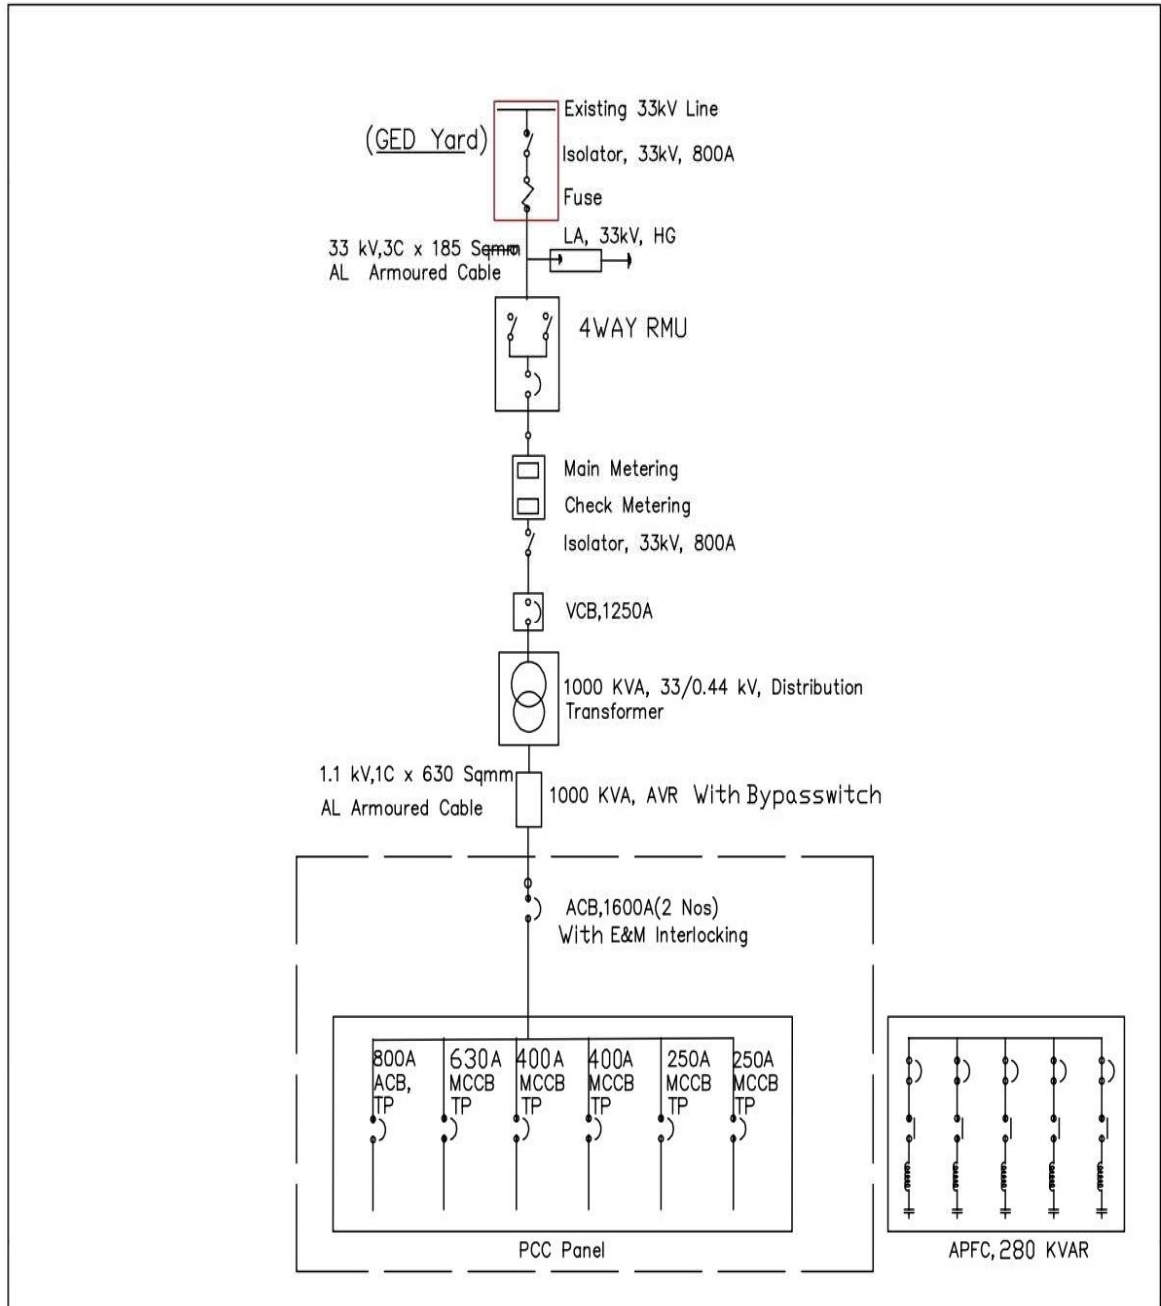 Existing 33kV Line
(GED Yard)
Isolator, 33kV, 800A
Fuse
LA, 33kV, HG
33 kV,3C x 185 Sqmm
AL Armoured Cable
4WAY RMU
Main Metering
Check Metering
Isolator, 33kV, 800A
VCB,1250A
1000 KVA, 33/0.44 kV, Distribution
Transformer
1.1 kV,1C x 630 Sqmm
AL Armoured Cable
1000 KVA, AVR With Bypasswitch
ACB,1600A(2 Nos)
With E&M Interlocking
800A
ACB,
TP
630A
MCCB
TP
400A
MCCB
TP
400A
MCCB
TP
250A
MCCB
TP
250A
MCCB
TP
PCC Panel
APFC,280 KVAR